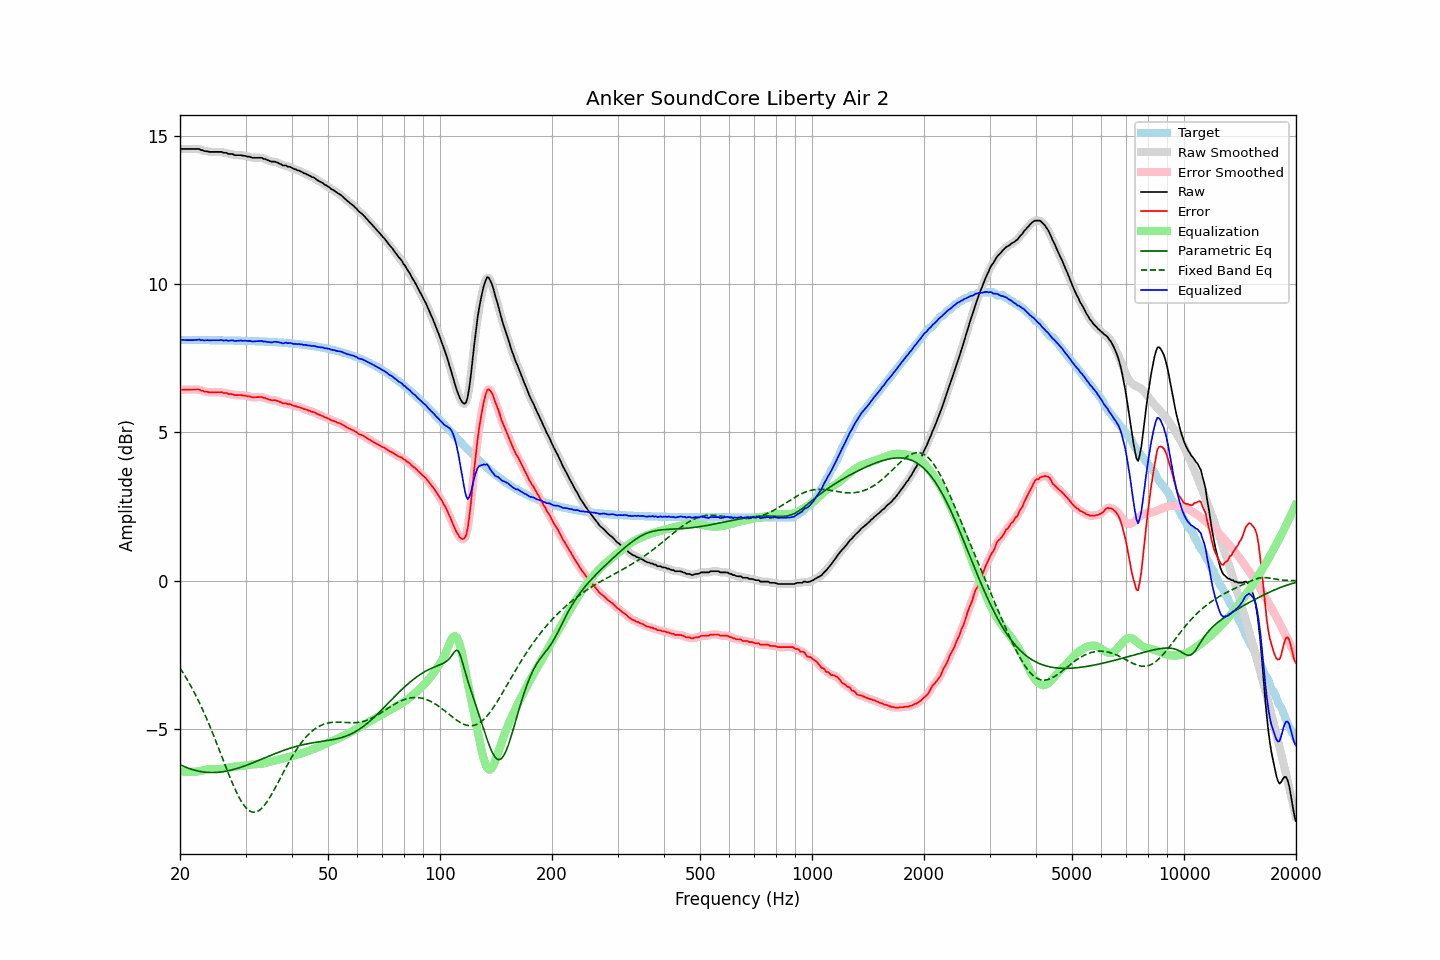 Anker SoundCore Liberty Air 2
Target
Raw Smoothed
Error Smoothed
Raw
Error
Equalization
Parametric Eq
Fixed Band Eq
Equalized
15
10
5
0
−5
Amplitude (dBr)
20
50
100
200
500
1000
2000
5000
10000
20000
Frequency (Hz)